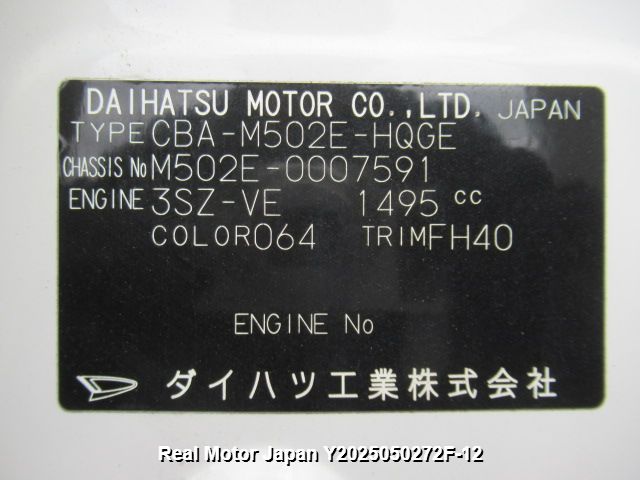 DAIHATSU MOTOR CO.,LTD. JAPAN
TYPE CBA-M502E-HQGE
CHASSIS No M502E-0007591
ENGINE 3SZ-VE 1495 cc
COLOR 064 TRIM FH40
ENGINE No
ダイハツ工業株式会社
Real Motor Japan Y2025050272F-12